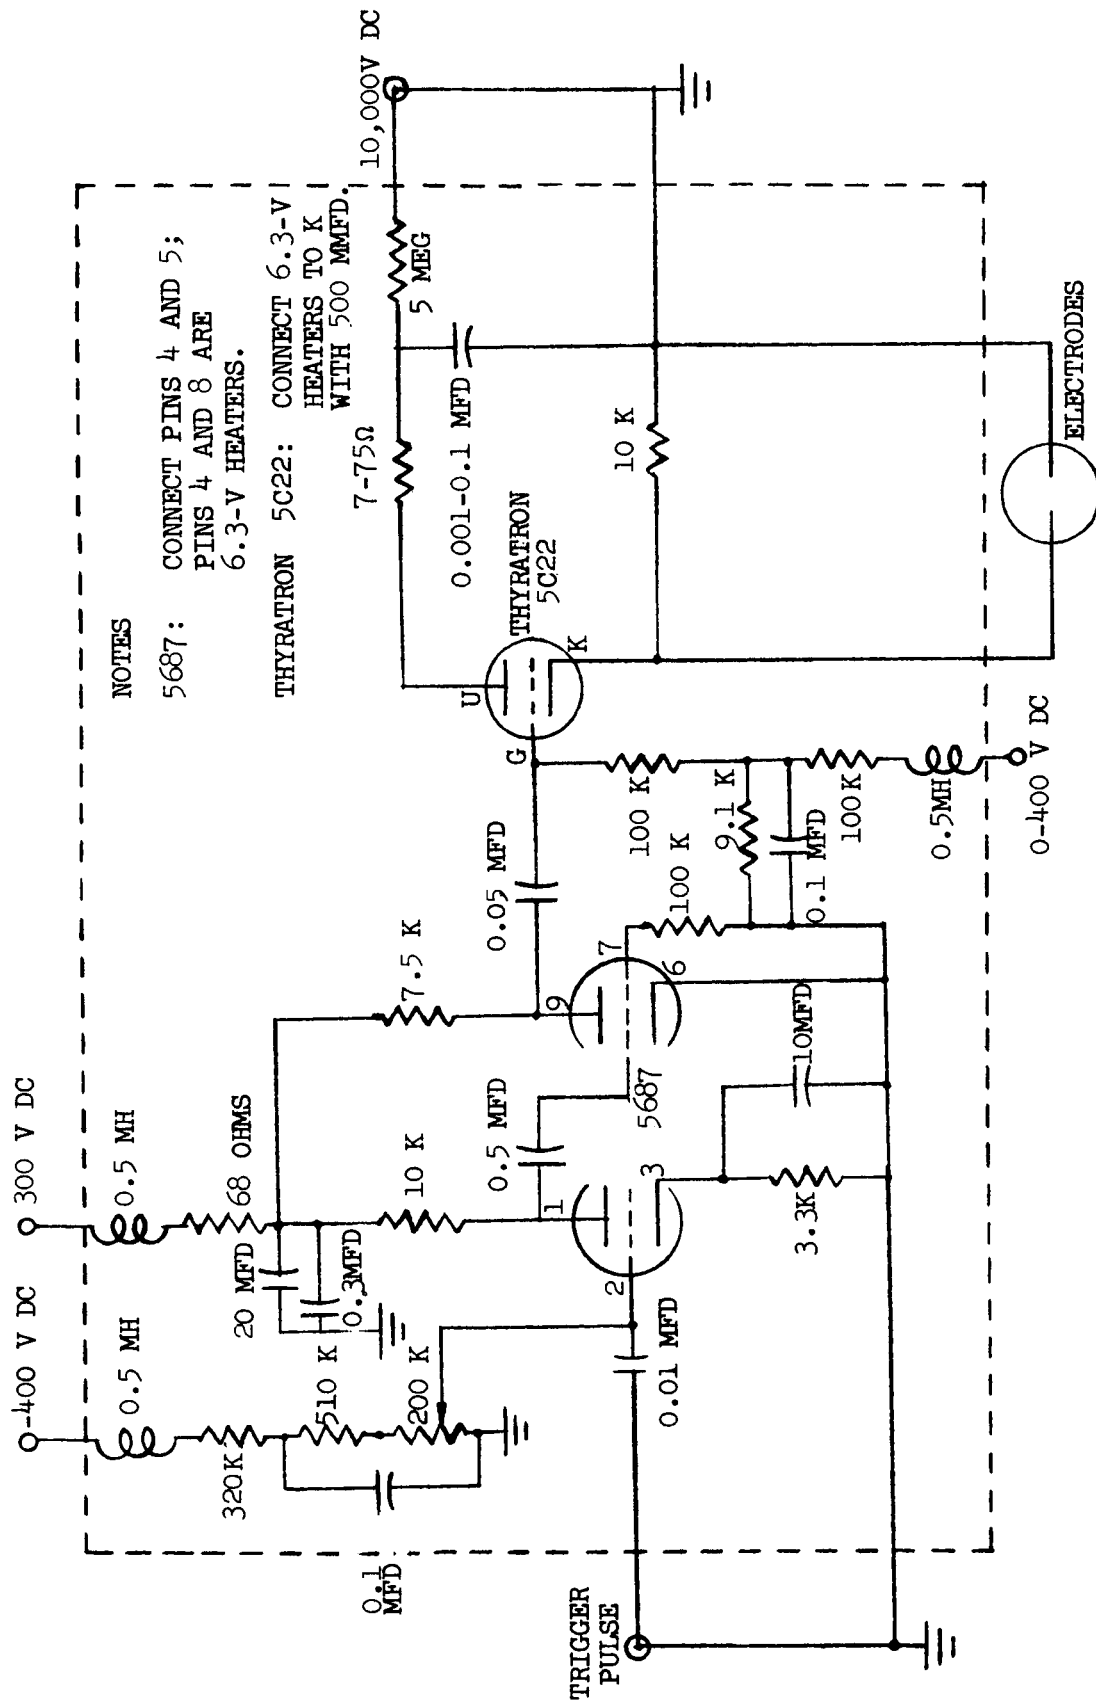 NOTES
5687: CONNECT PINS 4 AND 5;
PINS 4 AND 8 ARE
6.3-V HEATERS.
THYRATRON 5C22: CONNECT 6.3-V
HEATERS TO K
WITH 500 MMFD.
-400 V DC
300 V DC
0.5 MH
0.5 MH
320K
68 OHMS
20 MFD
0.3MFD
510 K
200 K
0.1
MFD
10 K
7.5 K
0.5 MFD
0.05 MFD
7-75Ω
5 MEG
10,000V DC
0.001-0.1 MFD
U
G
K
THYRATRON
5C22
1
2
3
5687
9
7
6
0.01 MFD
100 K
100 K
9.1 K
0.1 MFD
100K
0.5MH
0-400 V DC
10 K
10MFD
3.3K
TRIGGER
PULSE
ELECTRODES